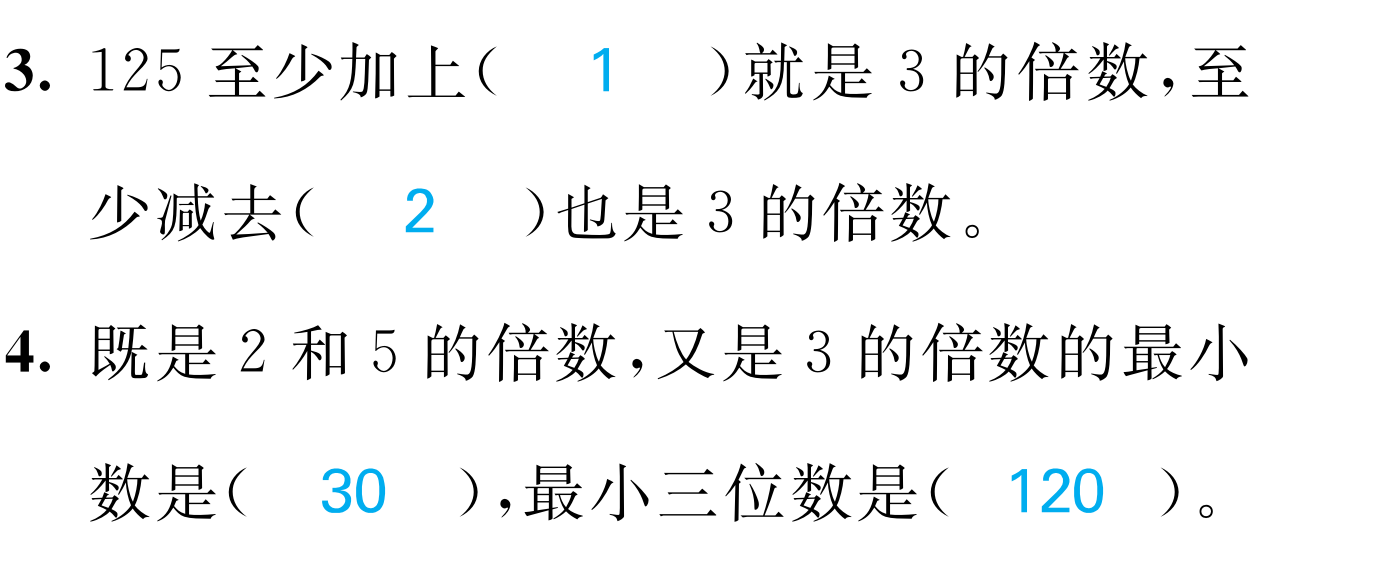 3. 125 至少加上( 1 )就是 3 的倍数,至
少减去( 2 )也是 3 的倍数。
4. 既是 2 和 5 的倍数,又是 3 的倍数的最小
数是( 30 ),最小三位数是( 120 )。